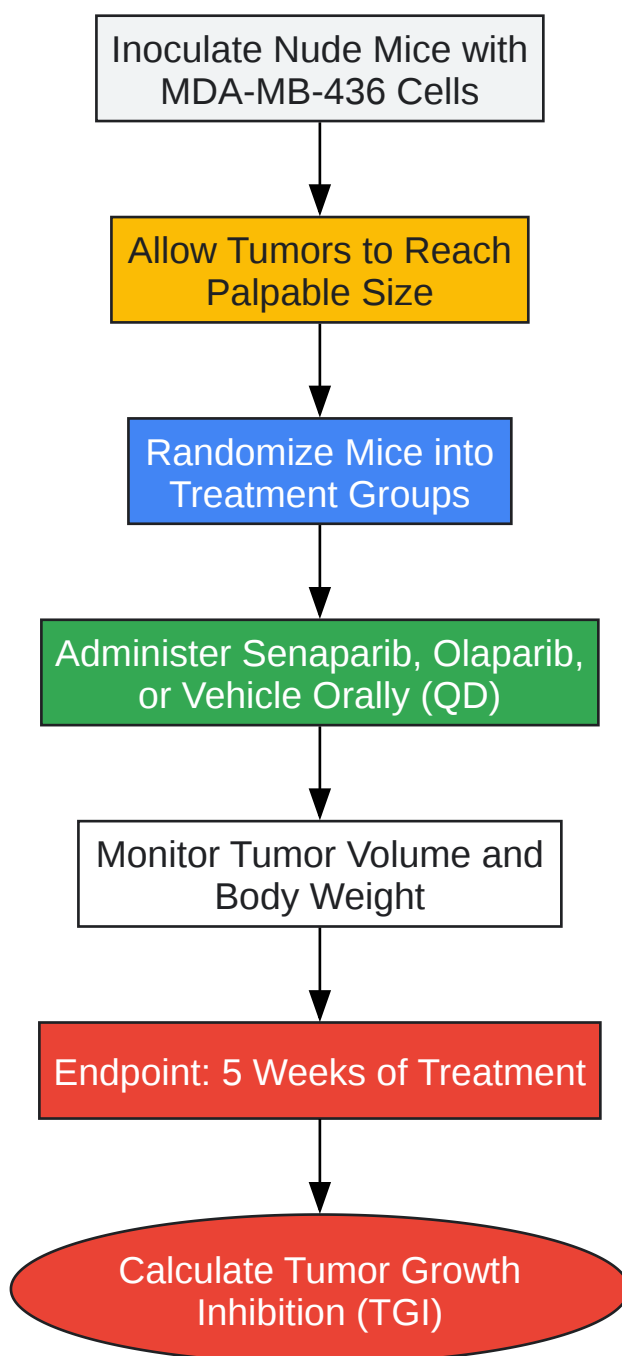 Inoculate Nude Mice with
MDA-MB-436 Cells
Allow Tumors to Reach
Palpable Size
Randomize Mice into
Treatment Groups
Administer Senaparib, Olaparib,
or Vehicle Orally (QD)
Monitor Tumor Volume and
Body Weight
Endpoint: 5 Weeks of Treatment
Calculate Tumor Growth
Inhibition (TGI)